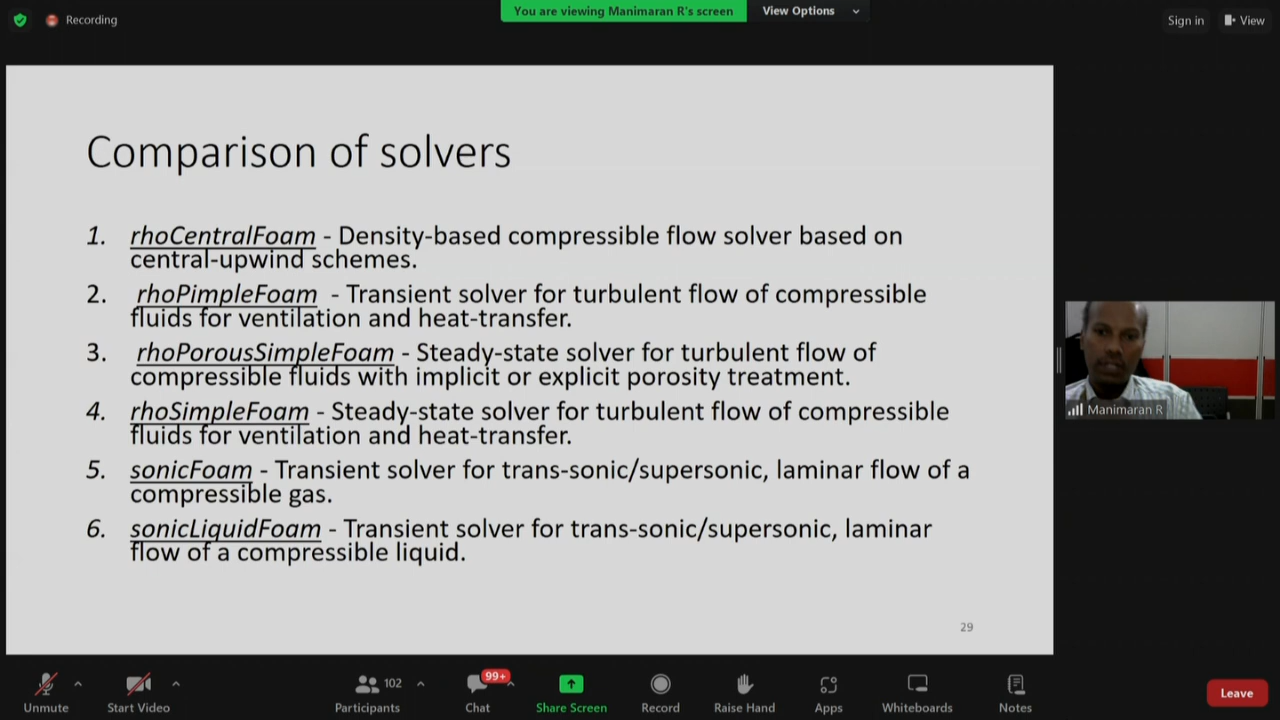 Recording
You are viewing Manimaran R's screen
View Options
Sign in
View
Comparison of solvers
1. rhoCentralFoam - Density-based compressible flow solver based on
central-upwind schemes.
2. rhoPimpleFoam - Transient solver for turbulent flow of compressible
fluids for ventilation and heat-transfer.
3. rhoPorousSimpleFoam - Steady-state solver for turbulent flow of
compressible fluids with implicit or explicit porosity treatment.
4. rhoSimpleFoam - Steady-state solver for turbulent flow of compressible
fluids for ventilation and heat-transfer.
5. sonicFoam - Transient solver for trans-sonic/supersonic, laminar flow of a
compressible gas.
6. sonicLiquidFoam - Transient solver for trans-sonic/supersonic, laminar
flow of a compressible liquid.
29
Manimaran R
102
99+
Unmute
Start Video
Participants
Chat
Share Screen
Record
Raise Hand
Apps
Whiteboards
Notes
Leave